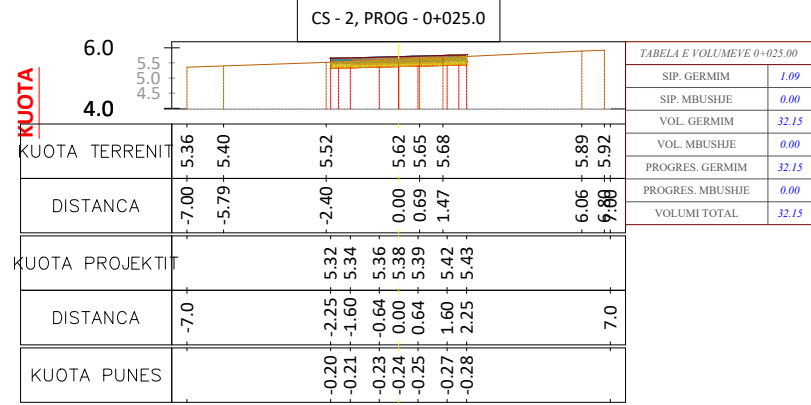 CS - 2, PROG - 0+025.0
6.0
5.5
5.0
4.5
4.0
KUOTA
TABELA E VOLUMEVE 0+025.00
SIP. GERMIM 1.09
SIP. MBUSHJE 0.00
VOL. GERMIM 32.15
VOL. MBUSHJE 0.00
PROGRES. GERMIM 32.15
PROGRES. MBUSHJE 0.00
VOLUMI TOTAL 32.15
KUOTA TERRENIT 5.36 5.40 5.52 5.62 5.65 5.68 5.89 5.92
DISTANCA -7.00 -5.79 -2.40 0.00 0.69 1.47 6.06 6.80 7.00
KUOTA PROJEKTIT 5.32 5.34 5.36 5.38 5.39 5.42 5.43
DISTANCA -7.0 -2.25 -1.60 -0.64 0.00 0.64 1.60 2.25 7.0
KUOTA PUNES -0.20 -0.21 -0.23 -0.24 -0.25 -0.27 -0.28